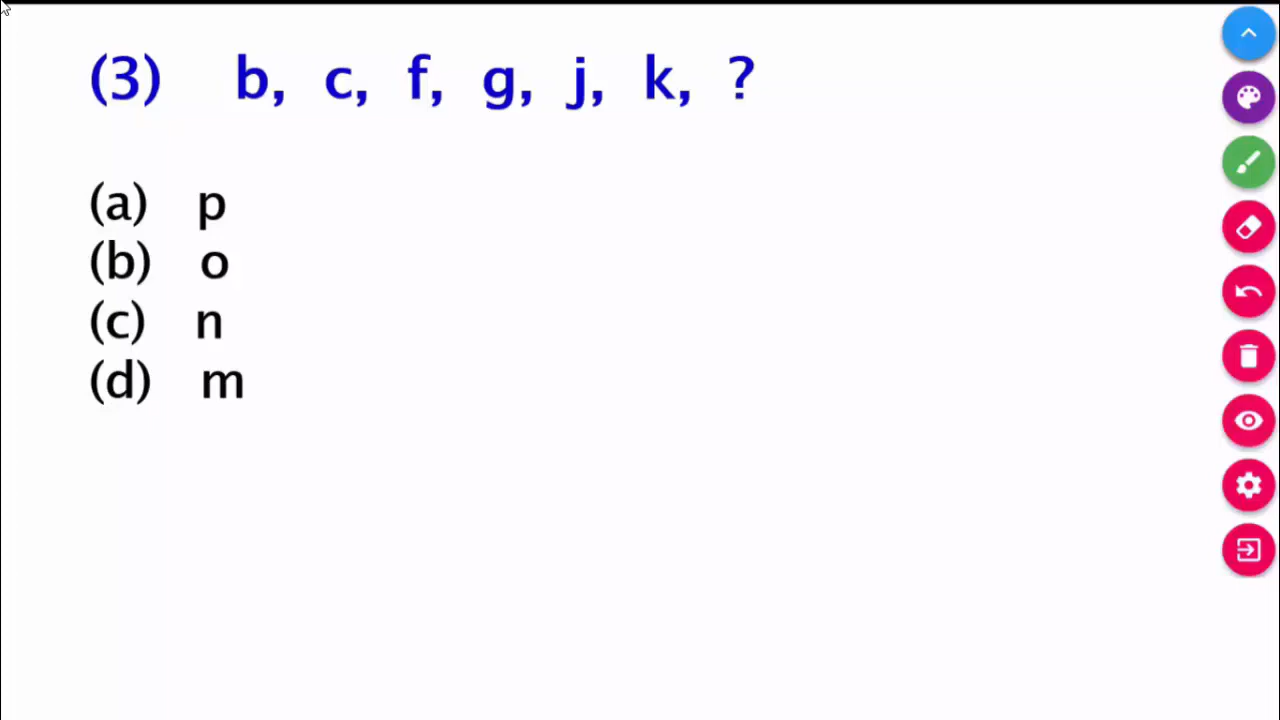 (3) b, c, f, g, j, k, ?
(a) p
(b) o
(c) n
(d) m